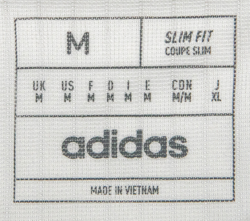 M
SLIM FIT
COUPE SLIM
UK US F D I E CON J
M M M M M M M/M XL
adidas
MADE IN VIETNAM